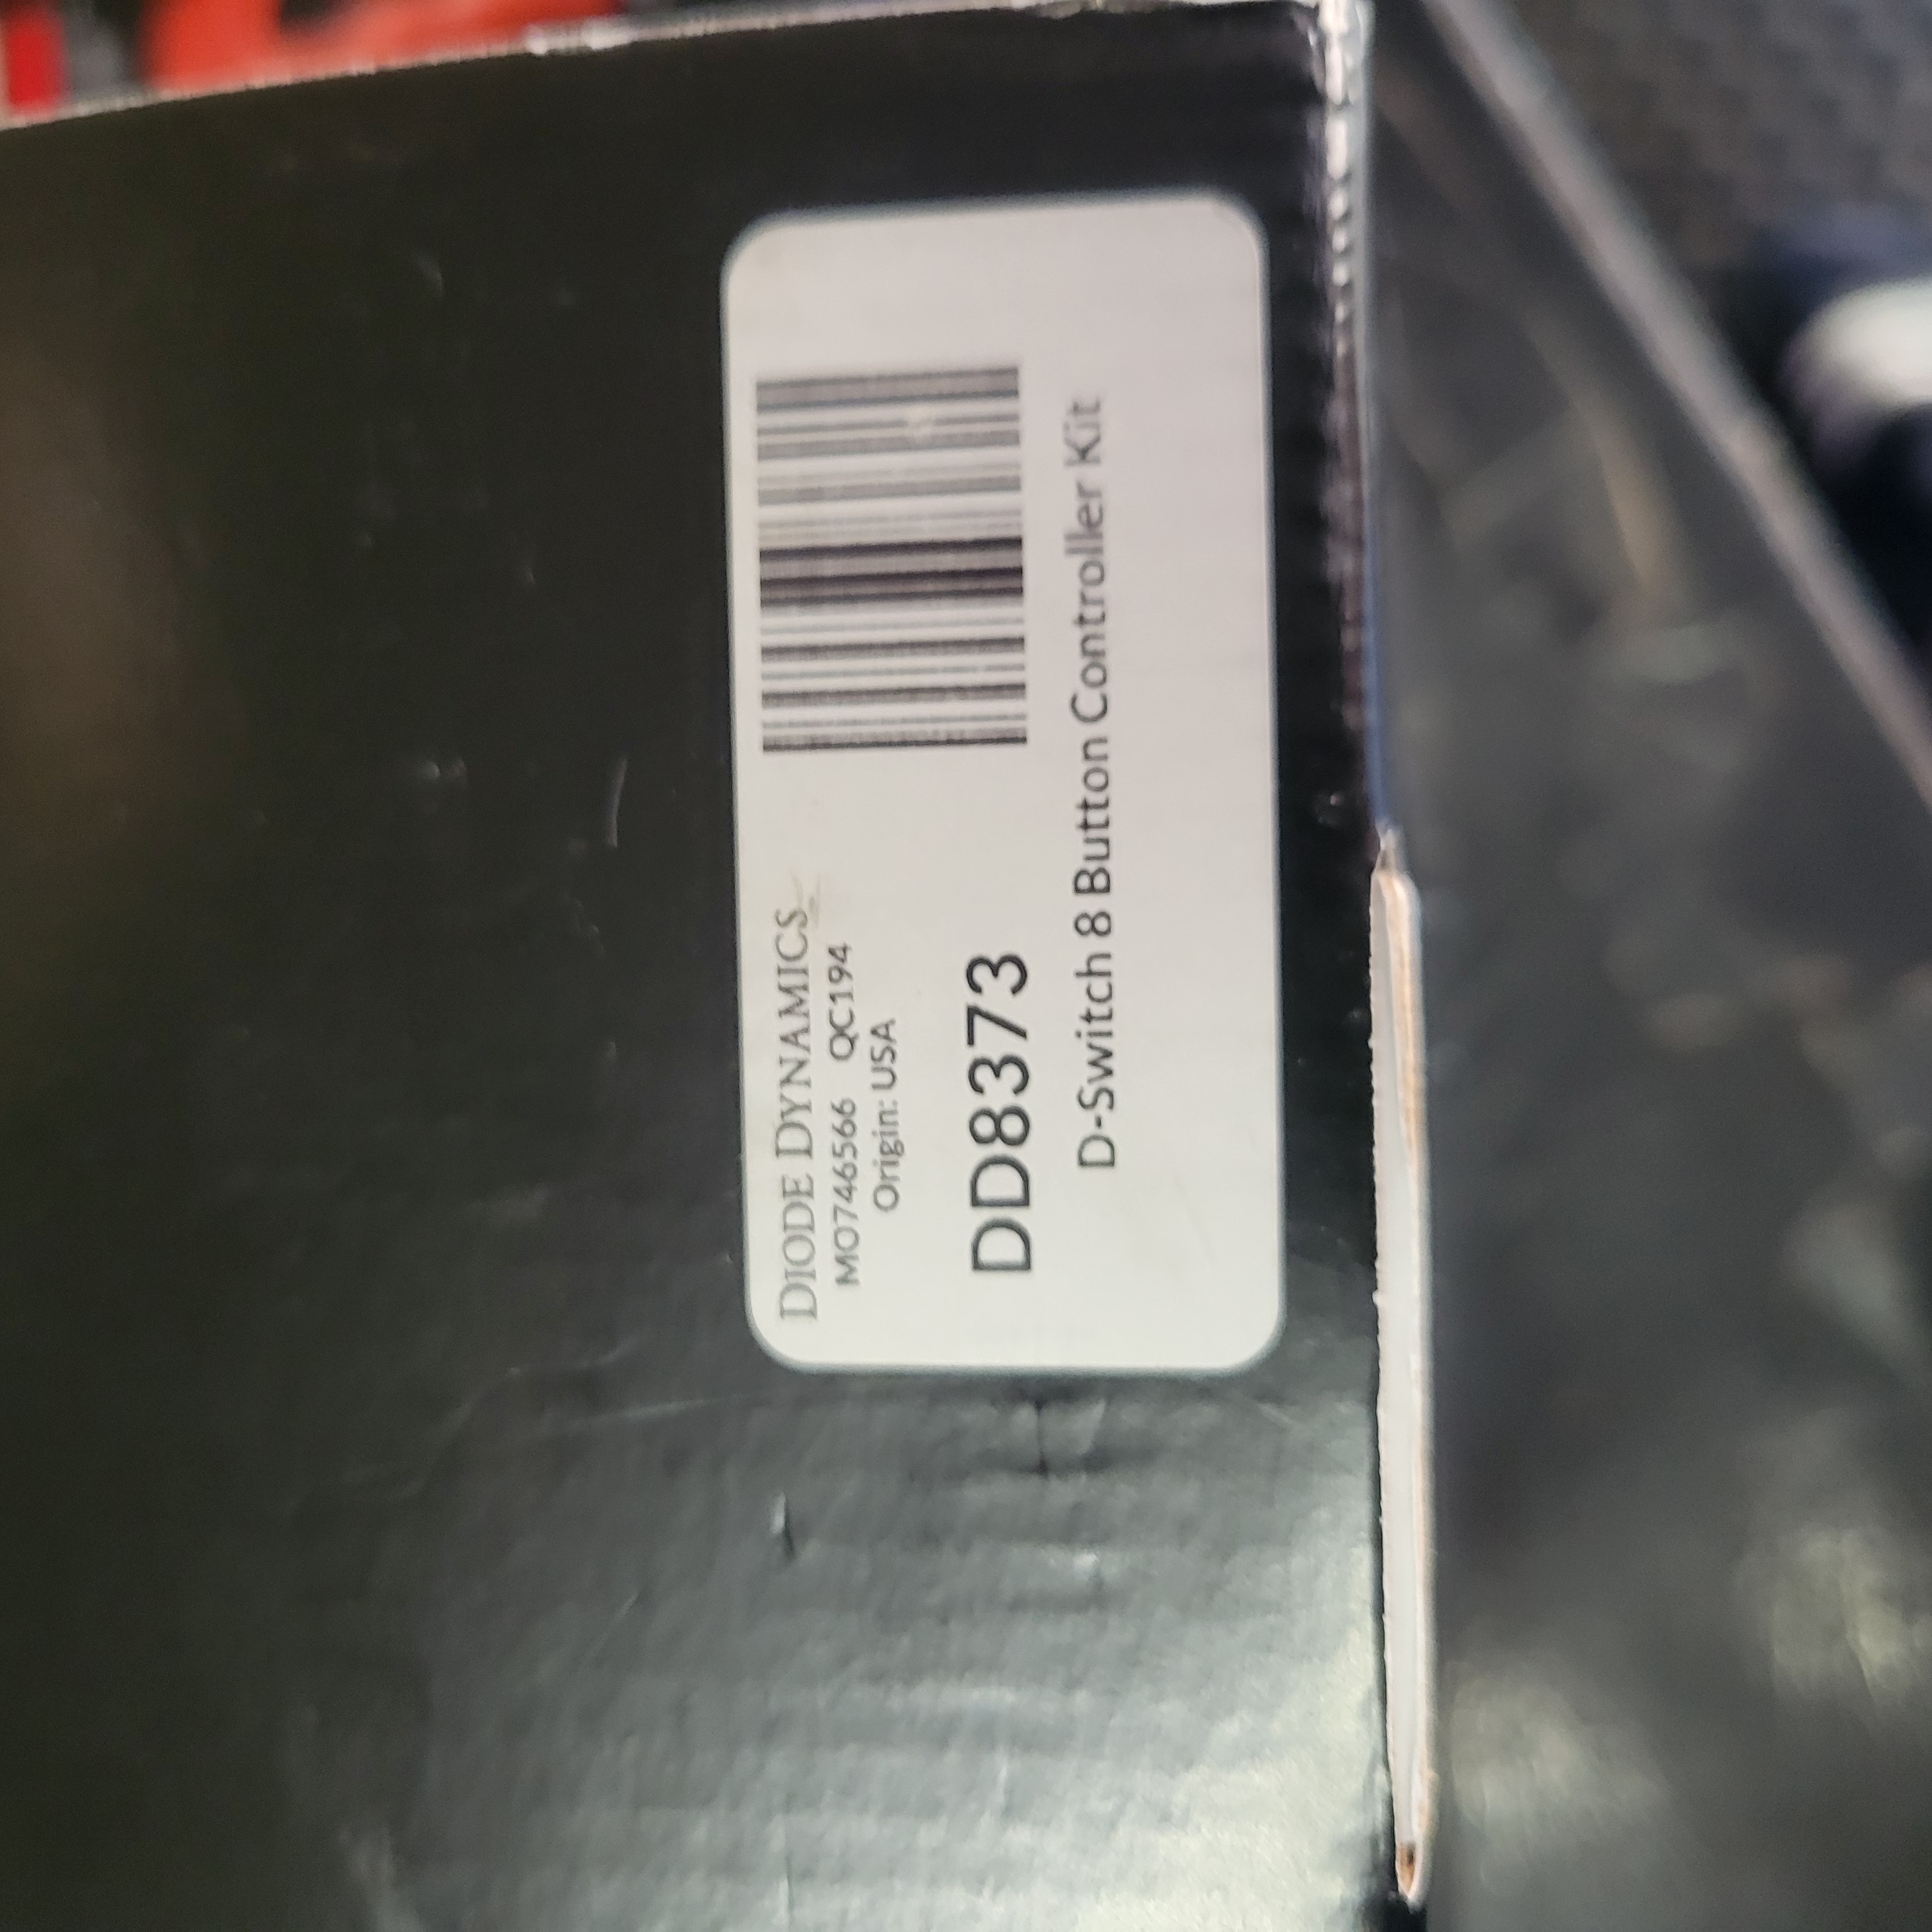 DIODE DYNAMICS
MO746566 QC194
Origin: USA
DD8373
D-Switch 8 Button Controller Kit